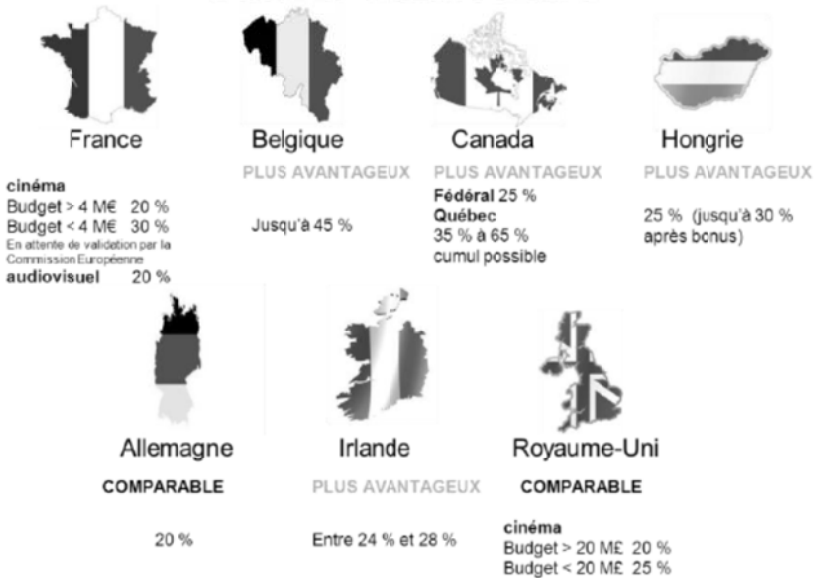 France
Belgique
Canada
Hongrie
PLUS AVANTAGEUX
PLUS AVANTAGEUX
PLUS AVANTAGEUX
cinéma
Budget > 4 M€ 20 %
Budget < 4 M€ 30 %
En attente de validation par la
Commission Européenne
audiovisuel 20 %
Jusqu'à 45 %
Fédéral 25 %
Québec
35 % à 65 %
cumul possible
25 % (jusqu'à 30 %
après bonus)
Allemagne
Irlande
Royaume-Uni
COMPARABLE
PLUS AVANTAGEUX
COMPARABLE
20 %
Entre 24 % et 28 %
cinéma
Budget > 20 M£ 20 %
Budget < 20 M£ 25 %